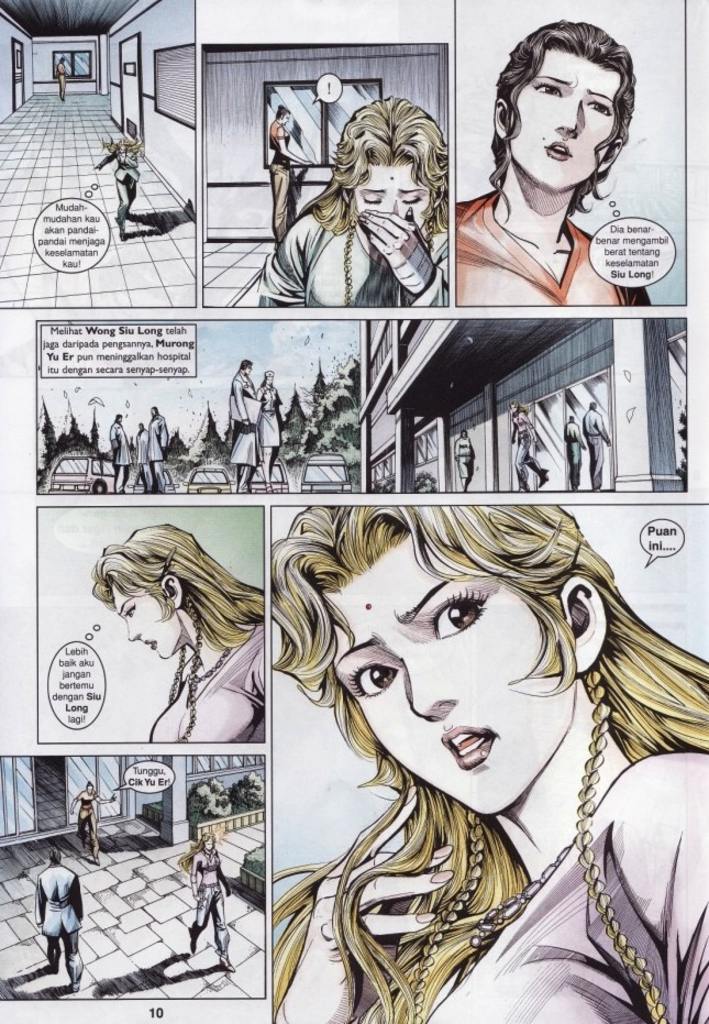 Mudah-
mudahan kau
akan pandai-
pandai menjaga
keselamatan
kau!
!
Dia benar-
benar mengambil
berat tentang
keselamatan
Siu Long!
Melihat Wong Siu Long telah
jaga daripada pengsannya, Murong
Yu Er pun meninggalkan hospital
itu dengan secara senyap-senyap.
Lebih
baik aku
jangan
bertemu
dengan Siu
Long
lagi!
Puan
ini....
Tunggu,
Cik Yu Er!
10